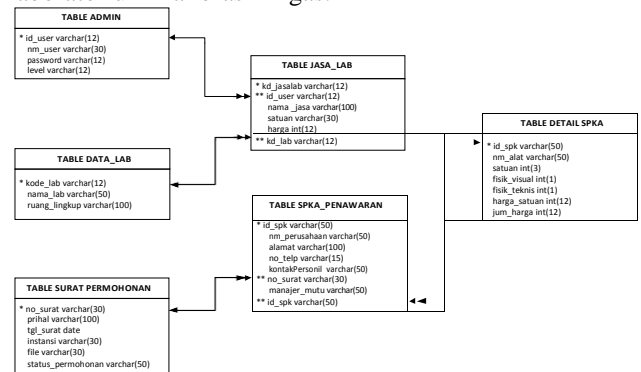 TABLE ADMIN
* id_user varchar(12)
nm_user varchar(30)
password varchar(12)
level varchar(12)
TABLE JASA_LAB
* kd_jasalab varchar(12)
** id_user varchar(12)
nama _jasa varchar(100)
satuan varchar(30)
harga int(12)
** kd_lab varchar(12)
TABLE DETAIL SPKA
* id_spk varchar(50)
nm_alat varchar(50)
satuan int(3)
fisik_visual int(1)
fisik_teknis int(1)
harga_satuan int(12)
jum_harga int(12)
TABLE DATA_LAB
* kode_lab varchar(12)
nama_lab varchar(50)
ruang_lingkup varchar(100)
TABLE SPKA_PENAWARAN
* id_spk varchar(50)
nm_perusahaan varchar(50)
alamat varchar(100)
no_telp varchar(15)
kontakPersonil varchar(50)
** no_surat varchar(30)
manajer_mutu varchar(50)
** id_spk varchar(50)
TABLE SURAT PERMOHONAN
* no_surat varchar(30)
prihal varchar(100)
tgl_surat date
instansi varchar(30)
file varchar(30)
status_permohonan varchar(50)